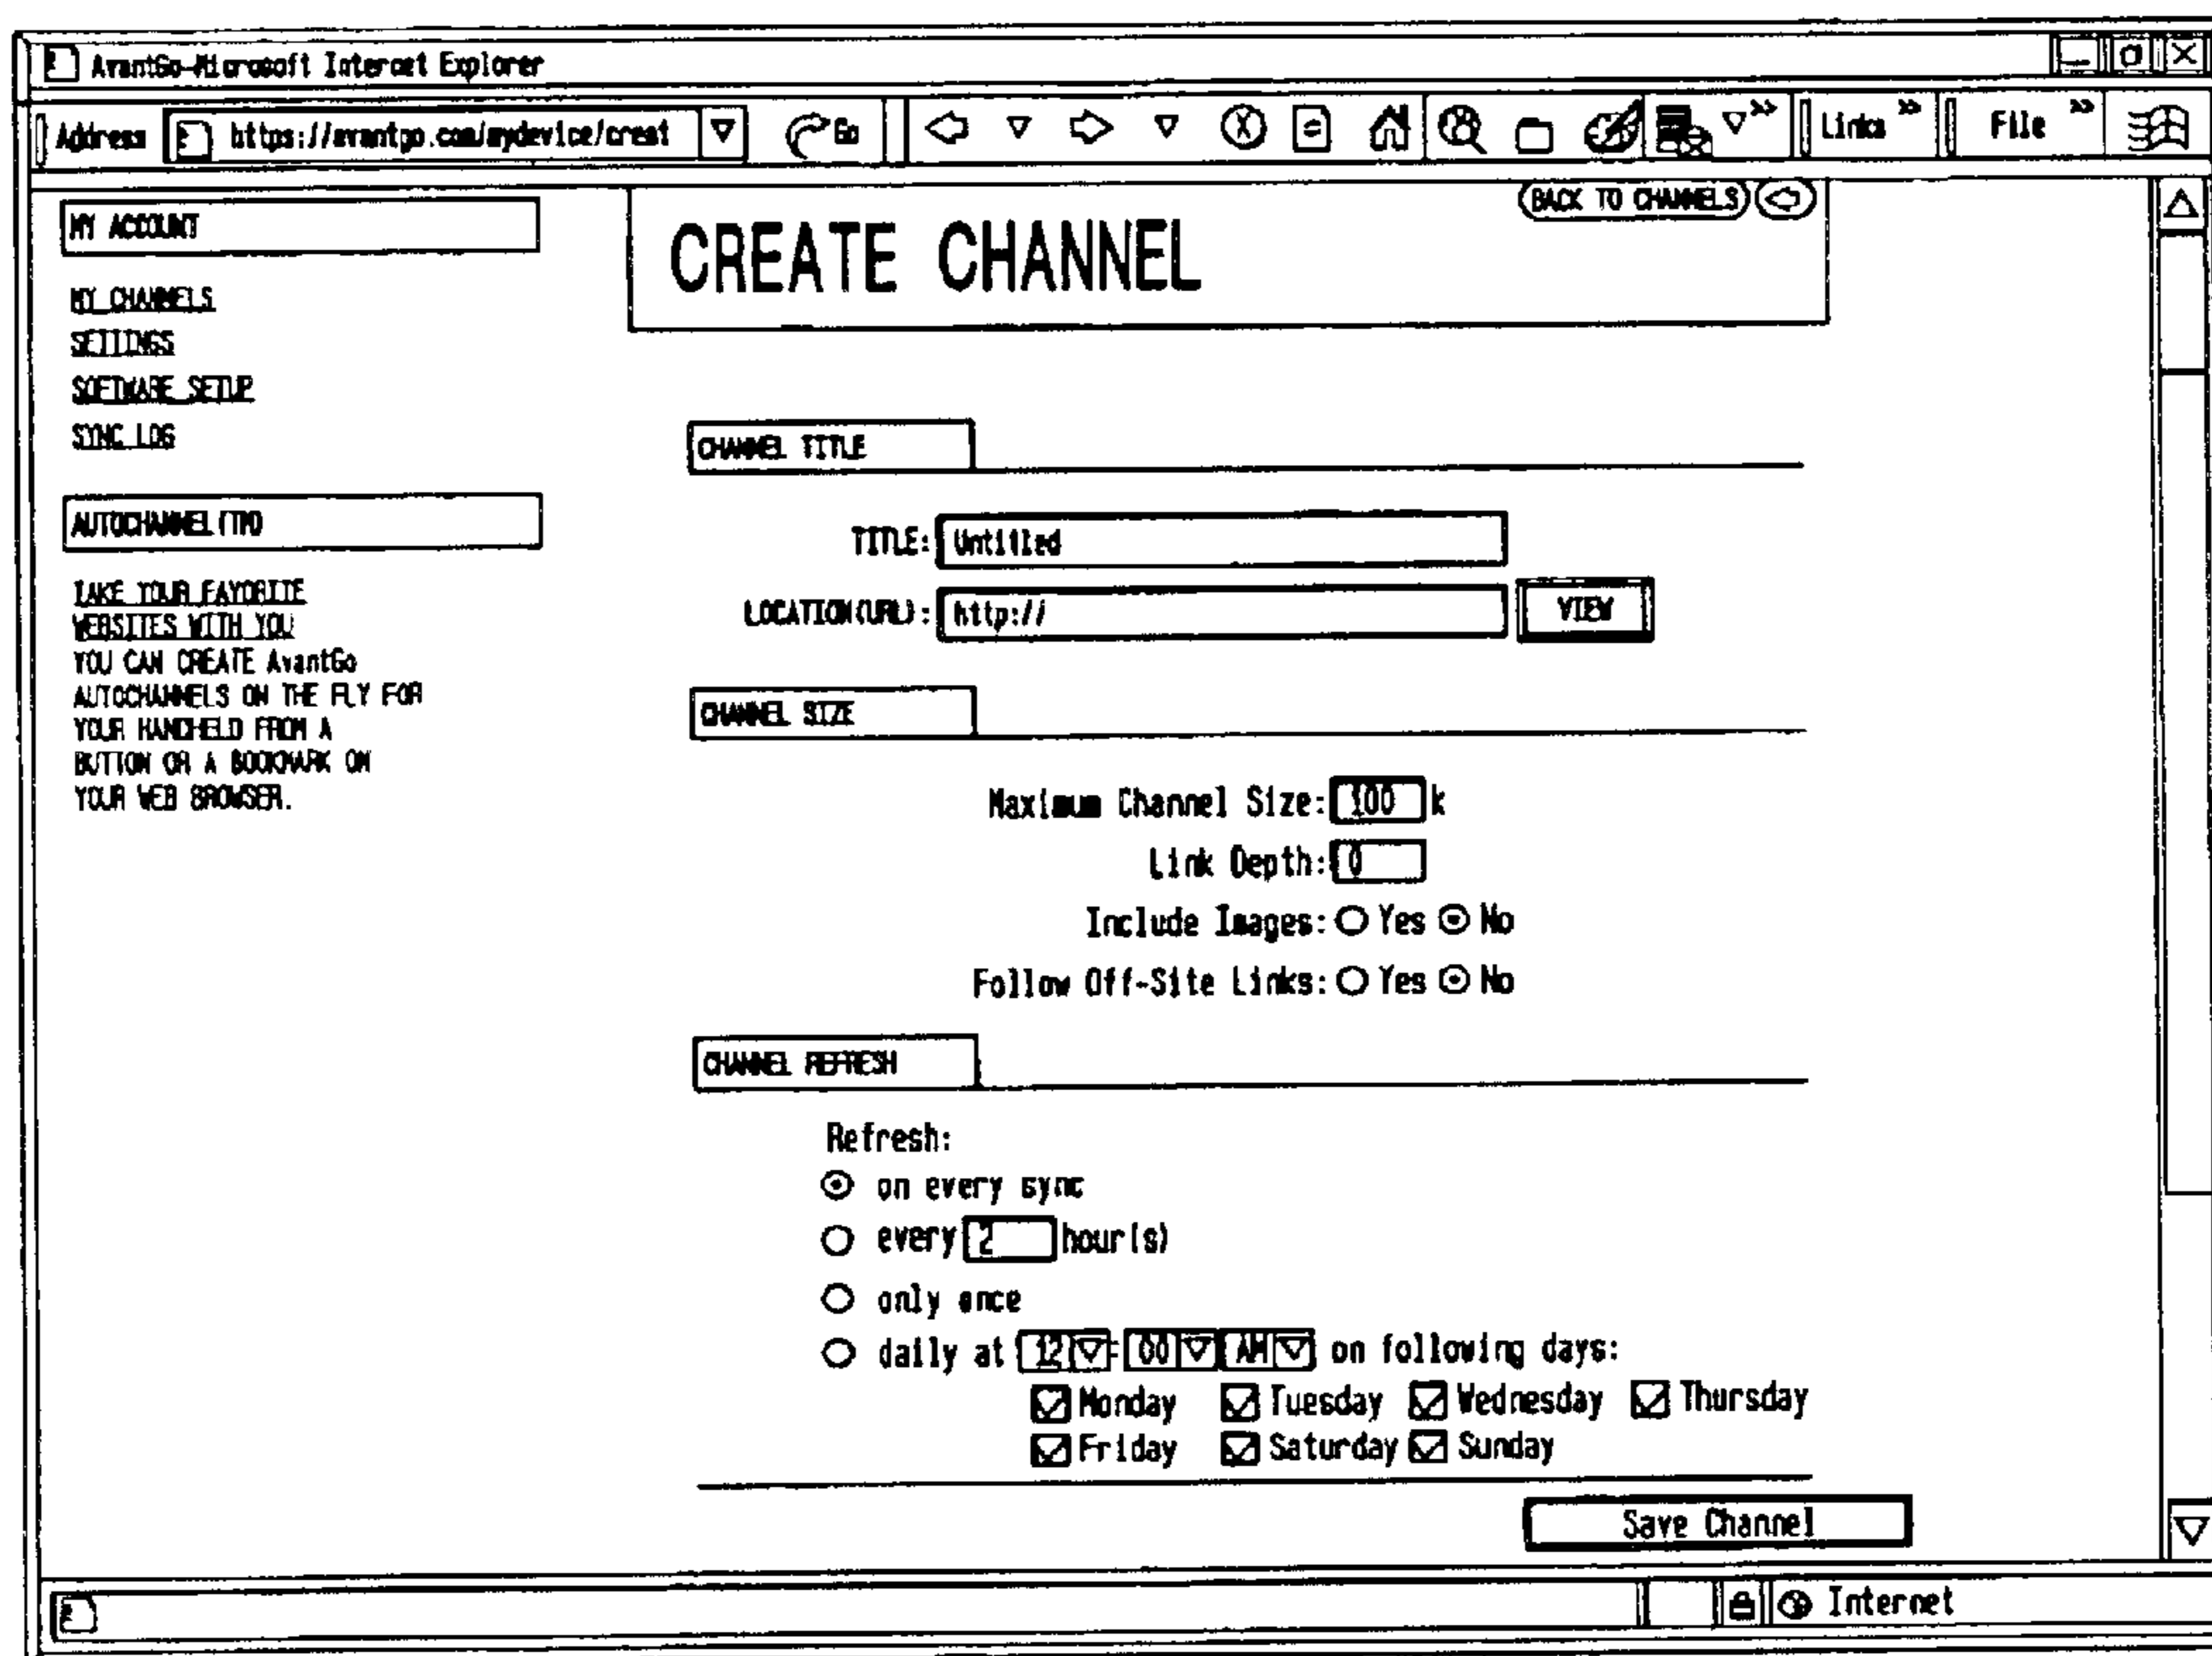 AvantGo-Microsoft Internet Explorer
Address https://avantgo.com/mydevice/creat Go Links » File »
MY ACCOUNT
MY CHANNELS
SETTINGS
SOFTWARE SETUP
SYNC LOG
AUTOCHANNEL(TM)
TAKE YOUR FAVORITE
WEBSITES WITH YOU
YOU CAN CREATE AvantGo
AUTOCHANNELS ON THE FLY FOR
YOUR HANDHELD FROM A
BUTTON OR A BOOKMARK ON
YOUR WEB BROWSER.
BACK TO CHANNELS
CREATE CHANNEL
CHANNEL TITLE
TITLE: Untitled
LOCATION(URL): http:// VIEW
CHANNEL SIZE
Maximum Channel Size: 100 k
Link Depth: 0
Include Images: Yes No
Follow Off-Site Links: Yes No
CHANNEL REFRESH
Refresh:
on every sync
every 2 hour(s)
only once
daily at 12 : 00 AM on following days:
Monday Tuesday Wednesday Thursday
Friday Saturday Sunday
Save Channel
Internet